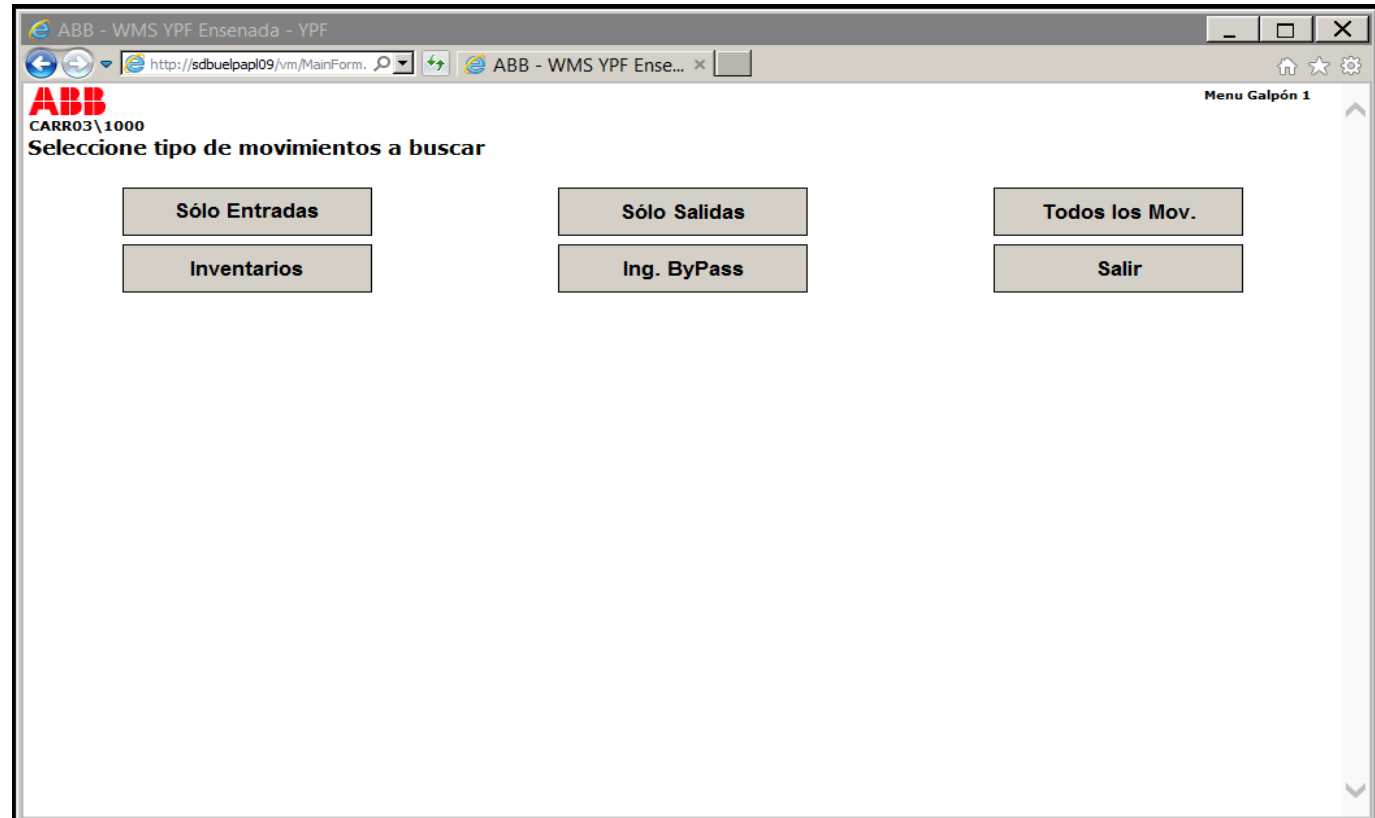 ABB - WMS YPF Ensenada - YPF
http://sdbuelpapl09/vm/MainForm. ABB - WMS YPF Ense...
ABB Menu Galpón 1
CARR03\1000
Seleccione tipo de movimientos a buscar
Sólo Entradas Sólo Salidas Todos los Mov.
Inventarios Ing. ByPass Salir